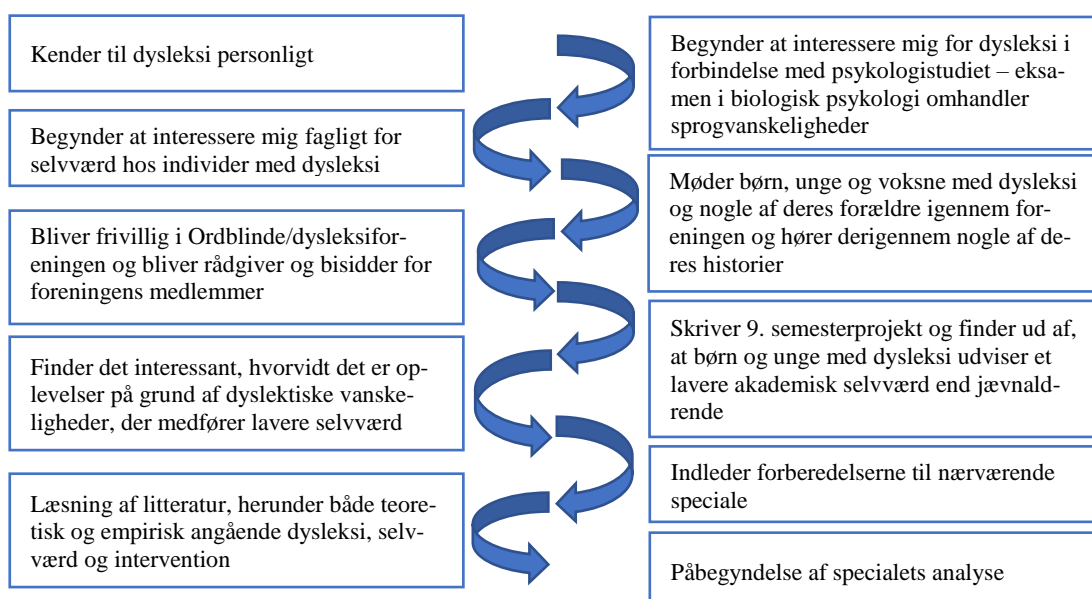 Kender til dysleksi personligt
Begynder at interessere mig for dysleksi i
forbindelse med psykologistudiet – eksa-
men i biologisk psykologi omhandler
sprogvanskeligheder
Begynder at interessere mig fagligt for
selvværd hos individer med dysleksi
Møder børn, unge og voksne med dysleksi
og nogle af deres forældre igennem for-
eningen og hører derigennem nogle af de-
res historier
Bliver frivillig i Ordblinde/dysleksifor-
eningen og bliver rådgiver og bisidder for
foreningens medlemmer
Skriver 9. semesterprojekt og finder ud af,
at børn og unge med dysleksi udviser et
lavere akademisk selvværd end jævnald-
rende
Finder det interessant, hvorvidt det er op-
levelser på grund af dyslektiske vanske-
ligheder, der medfører lavere selvværd
Indleder forberedelserne til nærværende
speciale
Læsning af litteratur, herunder både teore-
tisk og empirisk angående dysleksi, selv-
værd og intervention
Påbegyndelse af specialets analyse